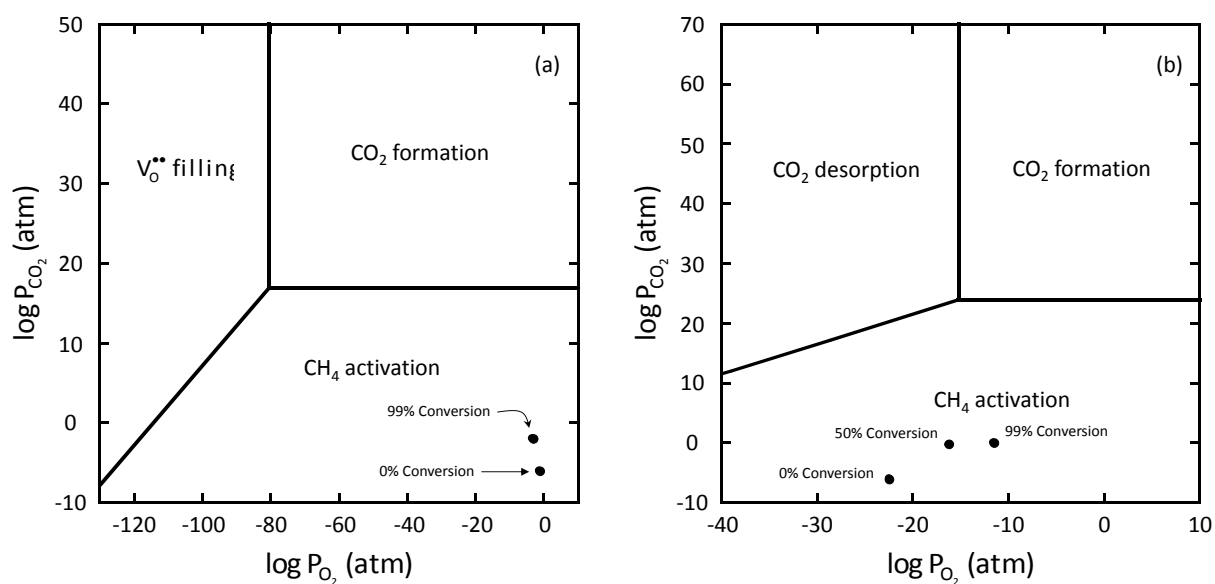 50
40
30
20
10
0
-10
log P_CO₂ (atm)
(a)
V_O^•• filling
CO₂ formation
CH₄ activation
99% Conversion
0% Conversion
-120 -100 -80 -60 -40 -20 0
log P_O₂ (atm)
70
60
50
40
30
20
10
0
-10
log P_CO₂ (atm)
(b)
CO₂ desorption
CO₂ formation
CH₄ activation
50% Conversion
99% Conversion
0% Conversion
-40 -30 -20 -10 0 10
log P_O₂ (atm)